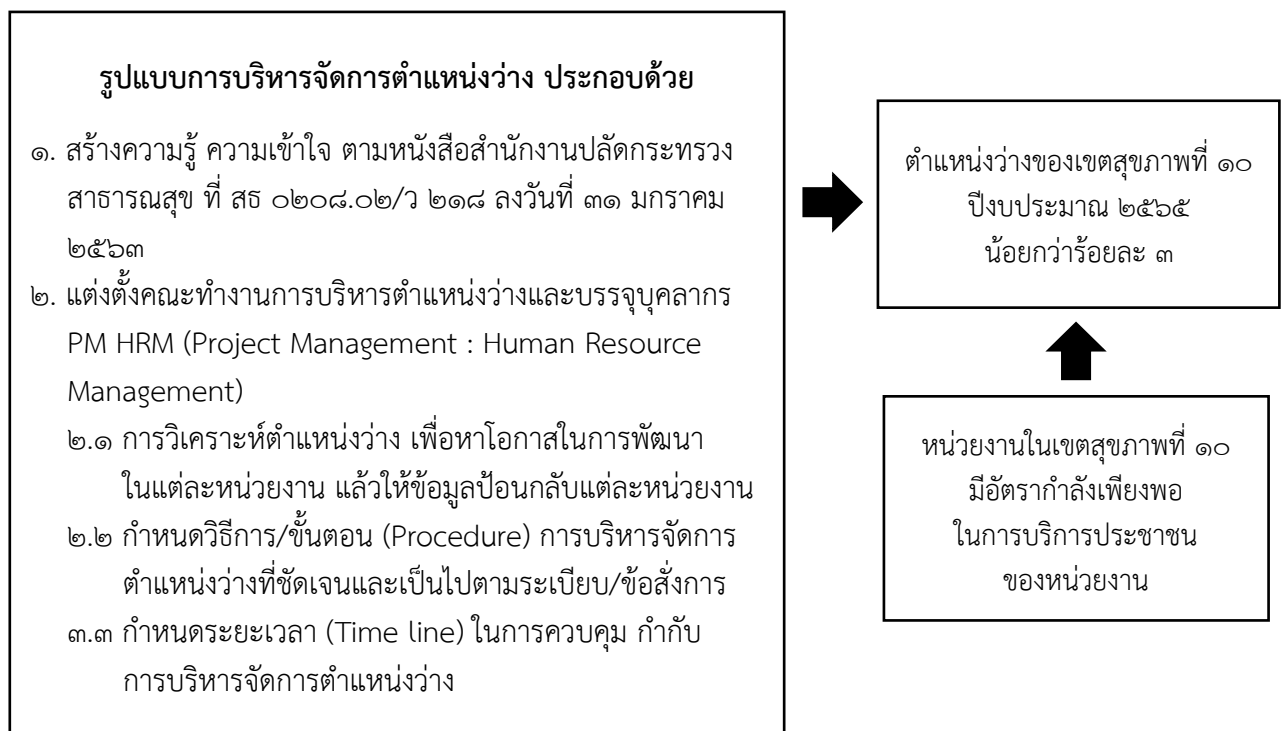 รูปแบบการบริหารจัดการตำแหน่งว่าง ประกอบด้วย
๑. สร้างความรู้ ความเข้าใจ ตามหนังสือสำนักงานปลัดกระทรวง
สาธารณสุข ที่ สธ ๐๒๐๘.๐๒/ว ๒๑๘ ลงวันที่ ๓๑ มกราคม
๒๕๖๓
๒. แต่งตั้งคณะทำงานการบริหารตำแหน่งว่างและบรรจุบุคลากร
PM HRM (Project Management : Human Resource
Management)
๒.๑ การวิเคราะห์ตำแหน่งว่าง เพื่อหาโอกาสในการพัฒนา
ในแต่ละหน่วยงาน แล้วให้ข้อมูลป้อนกลับแต่ละหน่วยงาน
๒.๒ กำหนดวิธีการ/ขั้นตอน (Procedure) การบริหารจัดการ
ตำแหน่งว่างที่ชัดเจนและเป็นไปตามระเบียบ/ข้อสั่งการ
๓.๓ กำหนดระยะเวลา (Time line) ในการควบคุม กำกับ
การบริหารจัดการตำแหน่งว่าง
ตำแหน่งว่างของเขตสุขภาพที่ ๑๐
ปีงบประมาณ ๒๕๖๕
น้อยกว่าร้อยละ ๓
หน่วยงานในเขตสุขภาพที่ ๑๐
มีอัตรากำลังเพียงพอ
ในการบริการประชาชน
ของหน่วยงาน